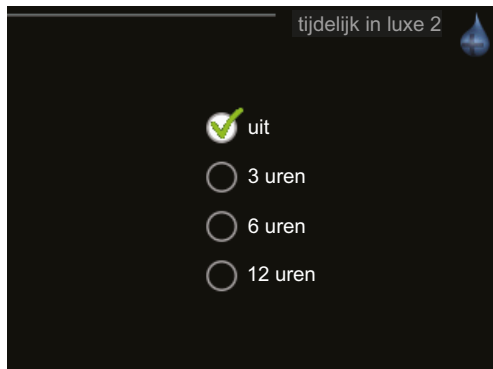 tijdelijk in luxe 2
uit
3 uren
6 uren
12 uren